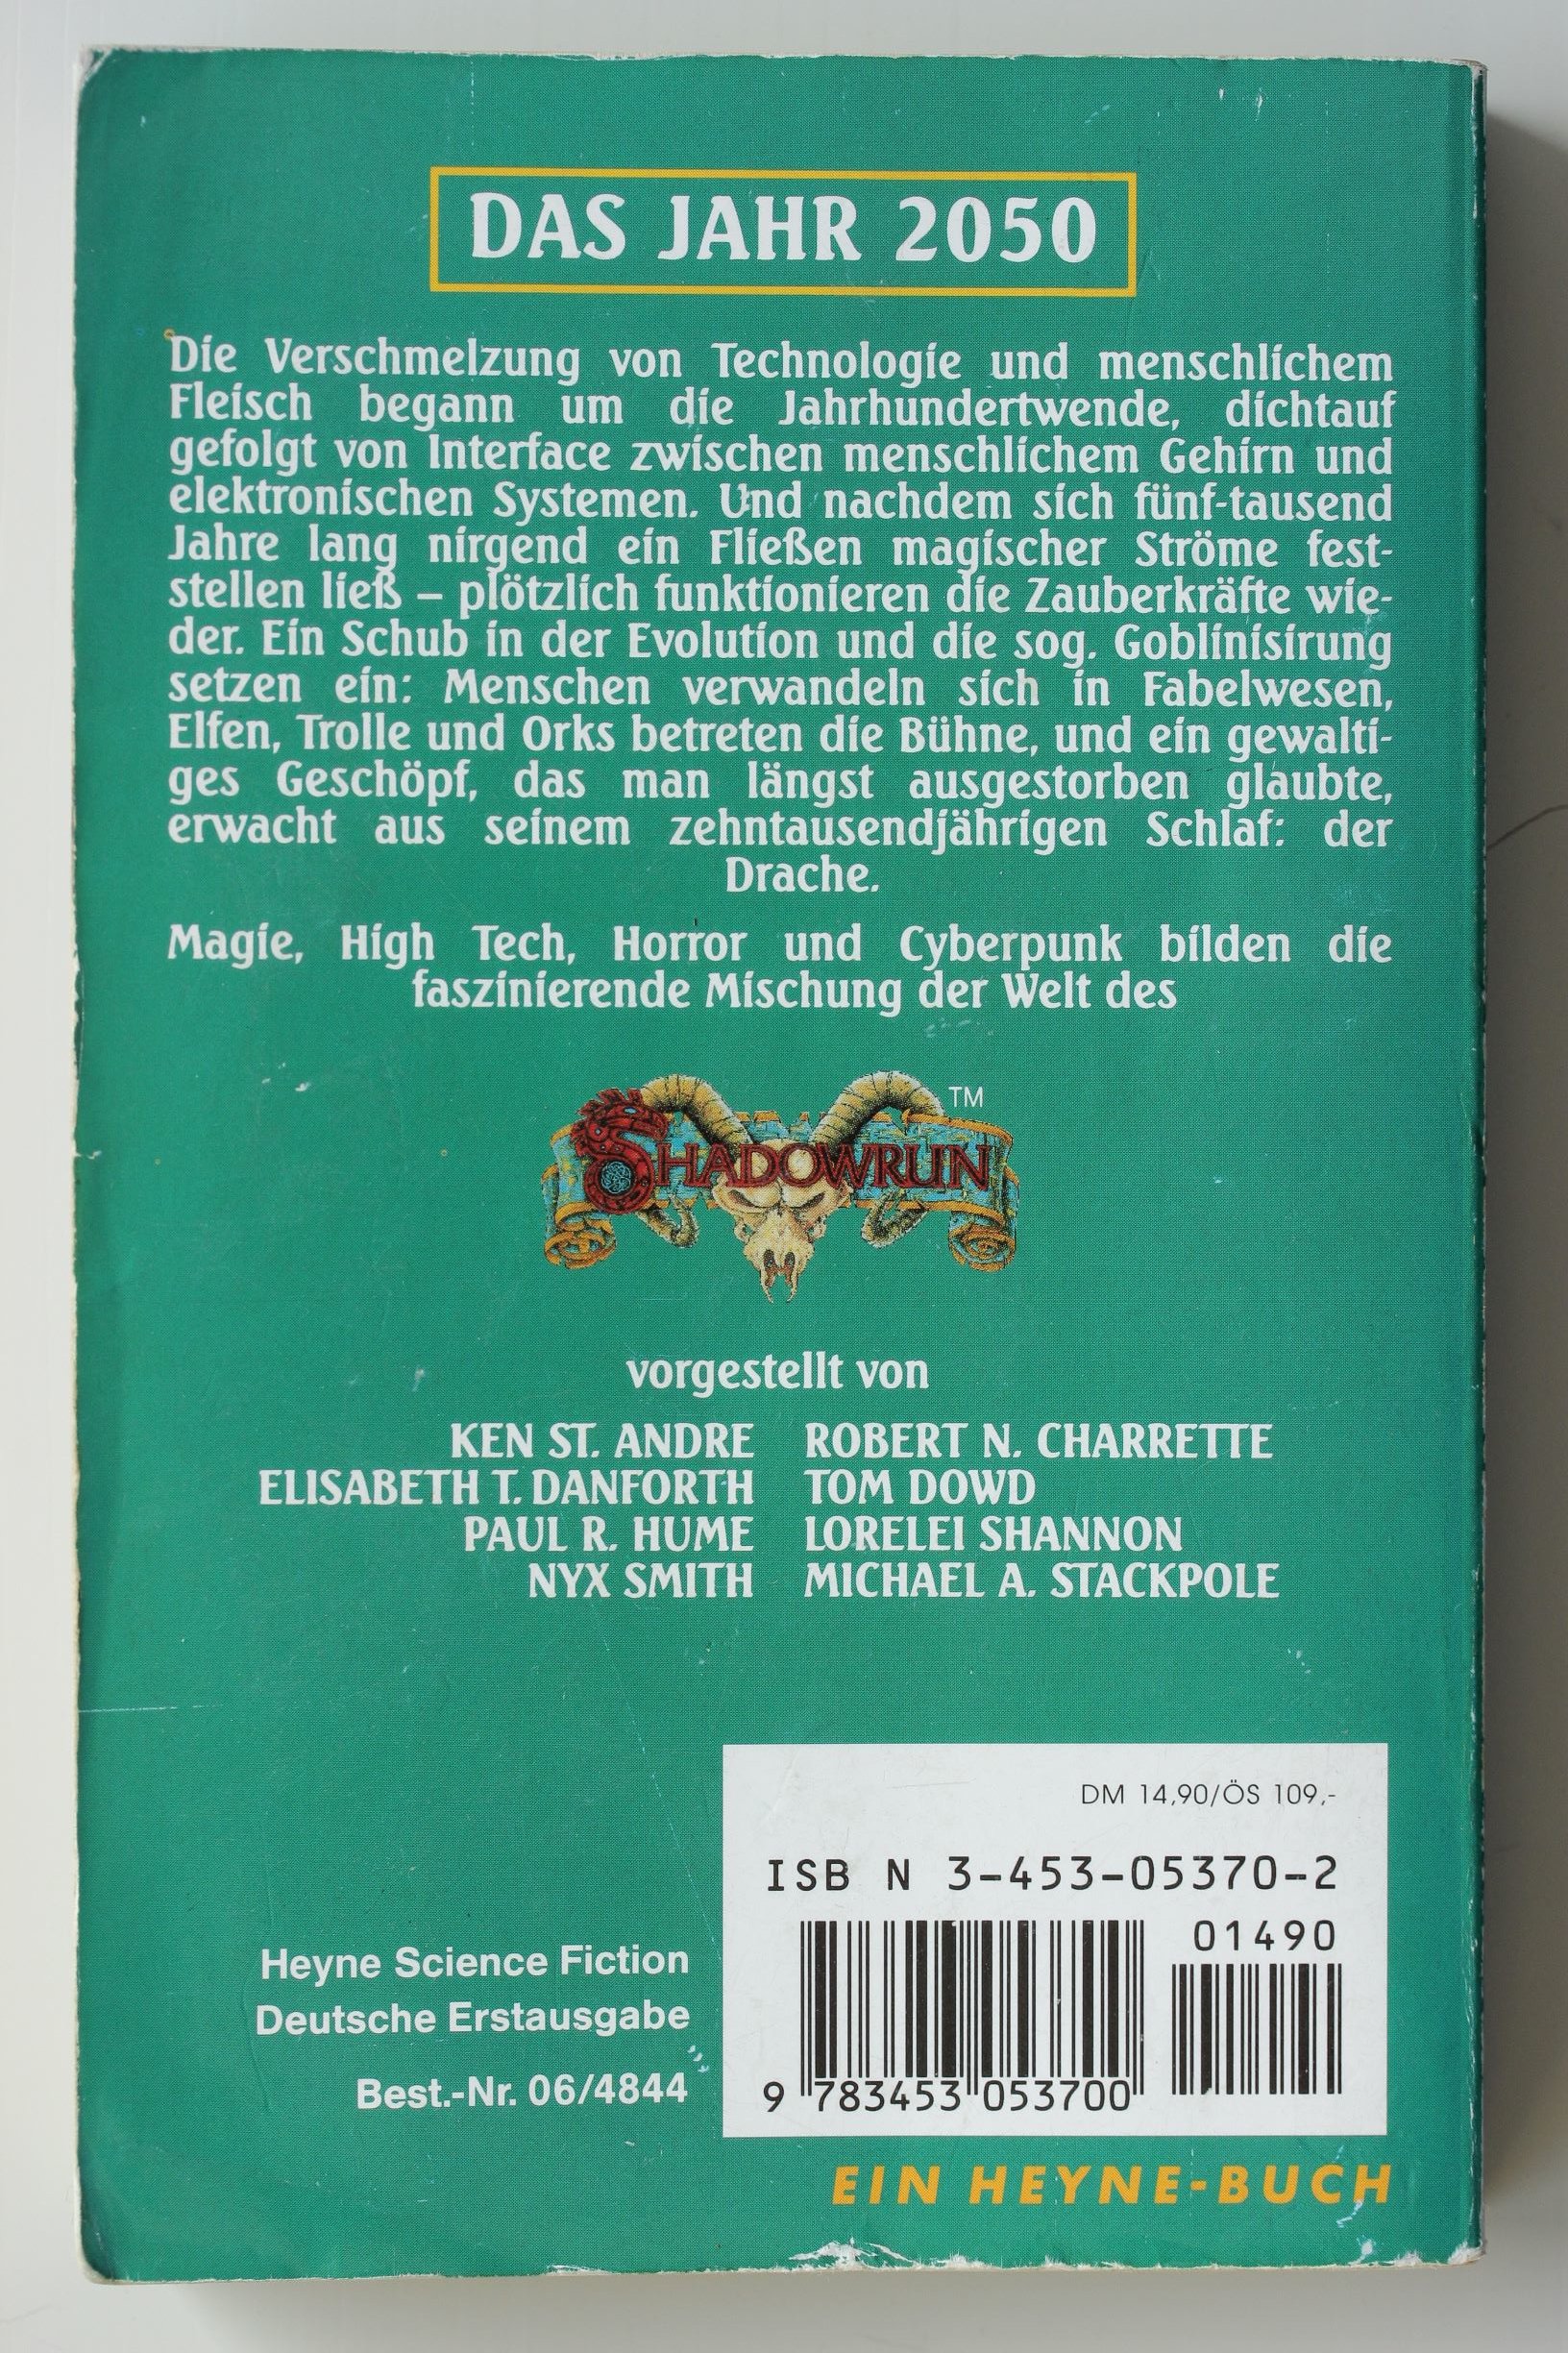 DAS JAHR 2050
Die Verschmelzung von Technologie und menschlichem
Fleisch begann um die Jahrhundertwende, dichtauf
gefolgt von Interface zwischen menschlichem Gehirn und
elektronischen Systemen. Und nachdem sich fünf-tausend
Jahre lang nirgend ein Fließen magischer Ströme fest-
stellen ließ – plötzlich funktionieren die Zauberkräfte wie-
der. Ein Schub in der Evolution und die sog. Goblinisirung
setzen ein: Menschen verwandeln sich in Fabelwesen,
Elfen, Trolle und Orks betreten die Bühne, und ein gewalti-
ges Geschöpf, das man längst ausgestorben glaubte,
erwacht aus seinem zehntausendjährigen Schlaf: der
Drache.
Magie, High Tech, Horror und Cyberpunk bilden die
faszinierende Mischung der Welt des
SHADOWRUN™
vorgestellt von
KEN ST. ANDRE ROBERT N. CHARRETTE
ELISABETH T. DANFORTH TOM DOWD
PAUL R. HUME LORELEI SHANNON
NYX SMITH MICHAEL A. STACKPOLE
DM 14,90/ÖS 109,-
ISB N 3-453-05370-2
01490
9 783453 053700
Heyne Science Fiction
Deutsche Erstausgabe
Best.-Nr. 06/4844
EIN HEYNE-BUCH